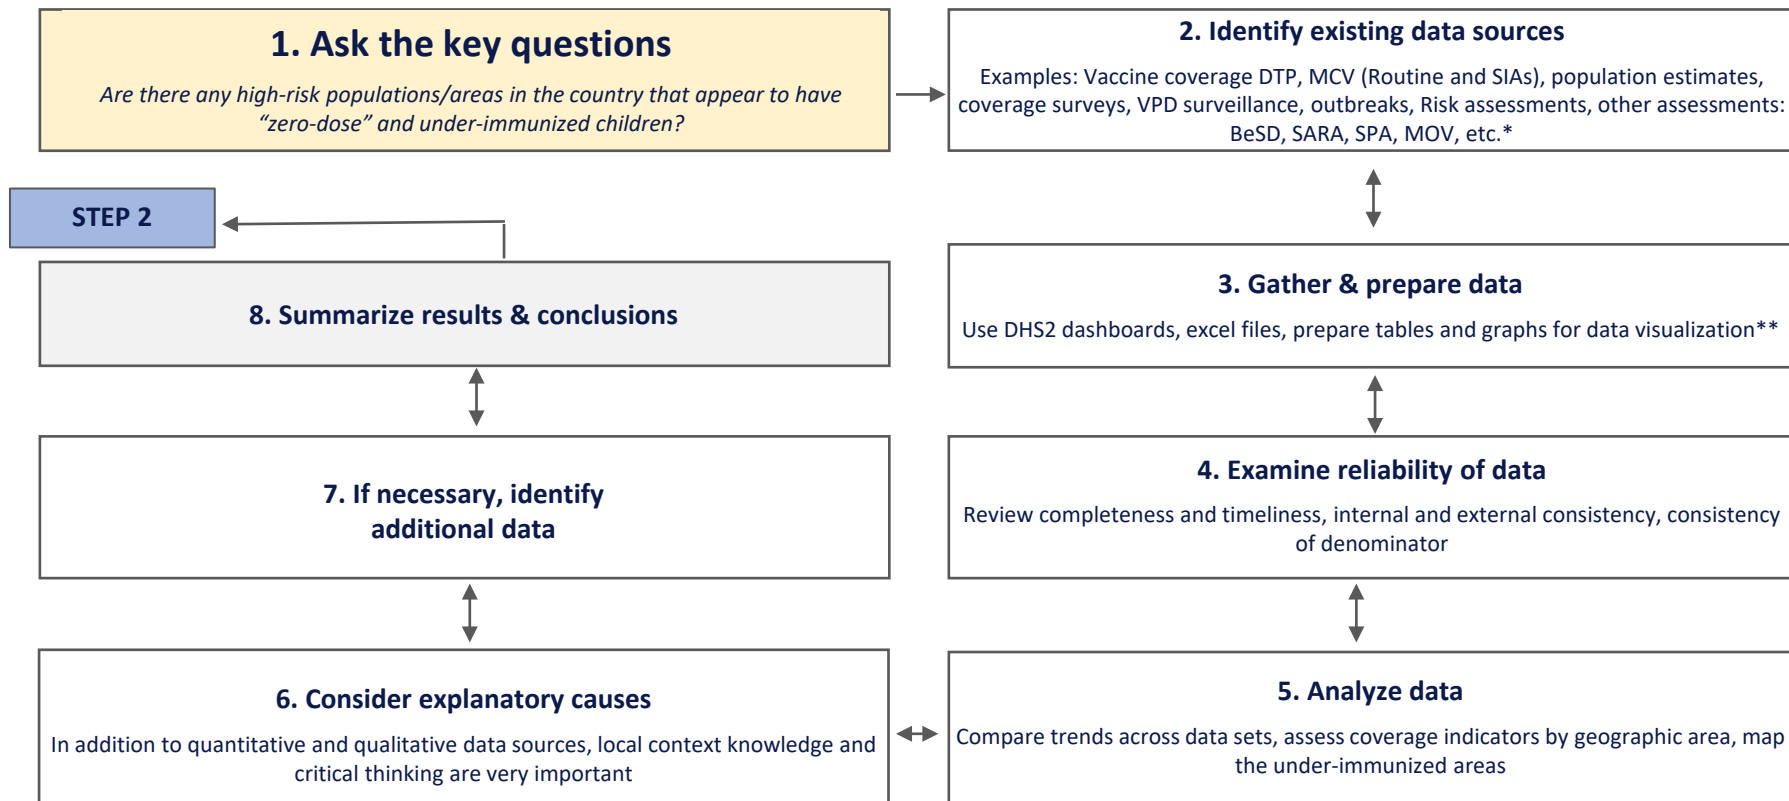 1. Ask the key questions
Are there any high-risk populations/areas in the country that appear to have
“zero-dose” and under-immunized children?
2. Identify existing data sources
Examples: Vaccine coverage DTP, MCV (Routine and SIAs), population estimates,
coverage surveys, VPD surveillance, outbreaks, Risk assessments, other assessments:
BeSD, SARA, SPA, MOV, etc.*
3. Gather & prepare data
Use DHS2 dashboards, excel files, prepare tables and graphs for data visualization**
4. Examine reliability of data
Review completeness and timeliness, internal and external consistency, consistency
of denominator
5. Analyze data
Compare trends across data sets, assess coverage indicators by geographic area, map
the under-immunized areas
6. Consider explanatory causes
In addition to quantitative and qualitative data sources, local context knowledge and
critical thinking are very important
7. If necessary, identify
additional data
8. Summarize results & conclusions
STEP 2